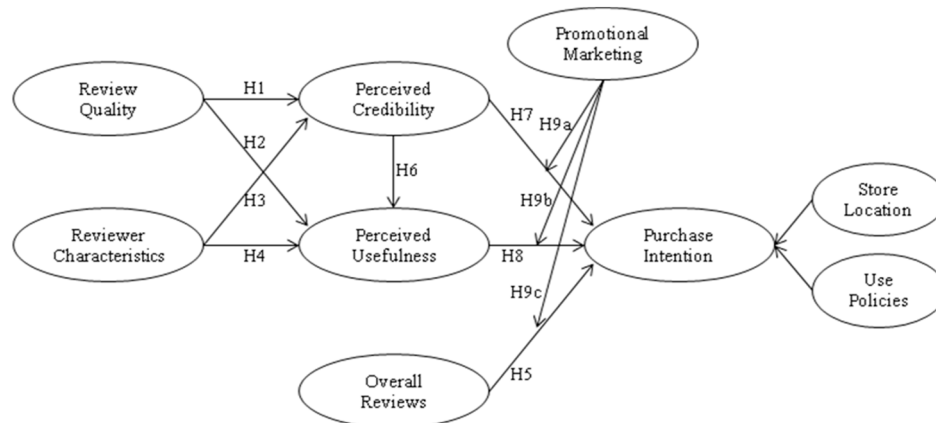 Promotional
Marketing
Review
Quality
H1
Perceived
Credibility
H7
H9a
H2
H6
H3
H9b
Store
Location
Reviewer
Characteristics
H4
Perceived
Usefulness
H8
Purchase
Intention
Use
Policies
H9c
Overall
Reviews
H5